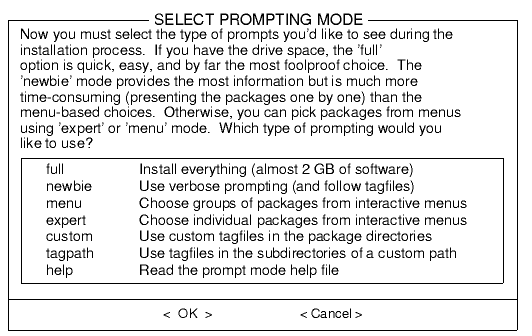 SELECT PROMPTING MODE
Now you must select the type of prompts you'd like to see during the
installation process. If you have the drive space, the 'full'
option is quick, easy, and by far the most foolproof choice. The
'newbie' mode provides the most information but is much more
time-consuming (presenting the packages one by one) than the
menu-based choices. Otherwise, you can pick packages from menus
using 'expert' or 'menu' mode. Which type of prompting would you
like to use?
full Install everything (almost 2 GB of software)
newbie Use verbose prompting (and follow tagfiles)
menu Choose groups of packages from interactive menus
expert Choose individual packages from interactive menus
custom Use custom tagfiles in the package directories
tagpath Use tagfiles in the subdirectories of a custom path
help Read the prompt mode help file
< OK > < Cancel >